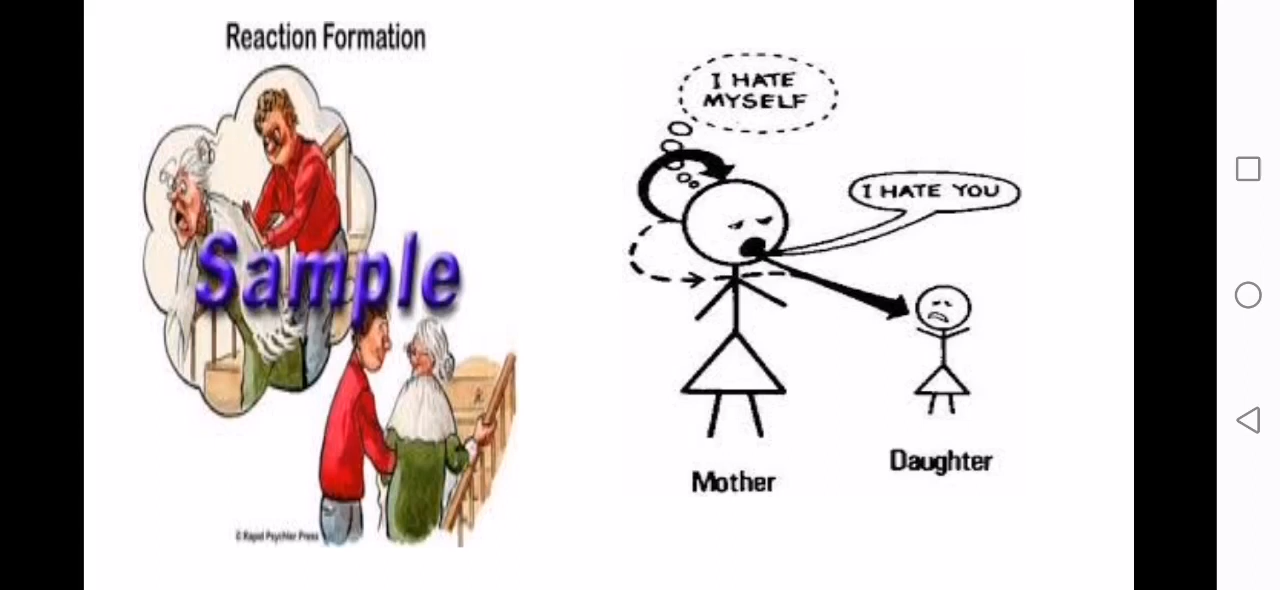 Reaction Formation
Sample
© Rapid Psychler Press
I HATE
MYSELF
I HATE YOU
Mother
Daughter